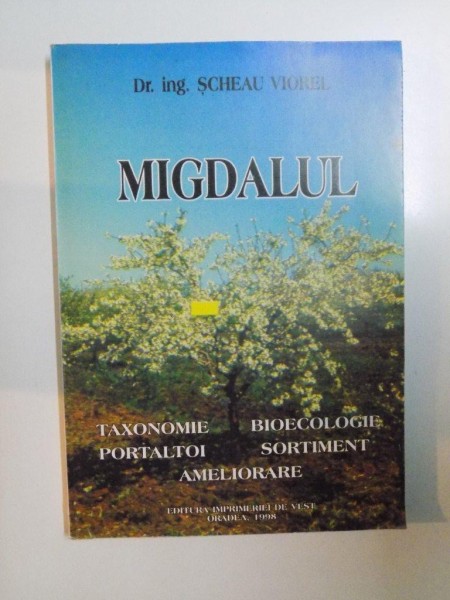 Dr. ing. ȘCHEAU VIOREL
MIGDALUL
TAXONOMIE BIOECOLOGIE
PORTALTOI SORTIMENT
AMELIORARE
EDITURA IMPRIMERIEI DE VEST
ORADEA, 1998